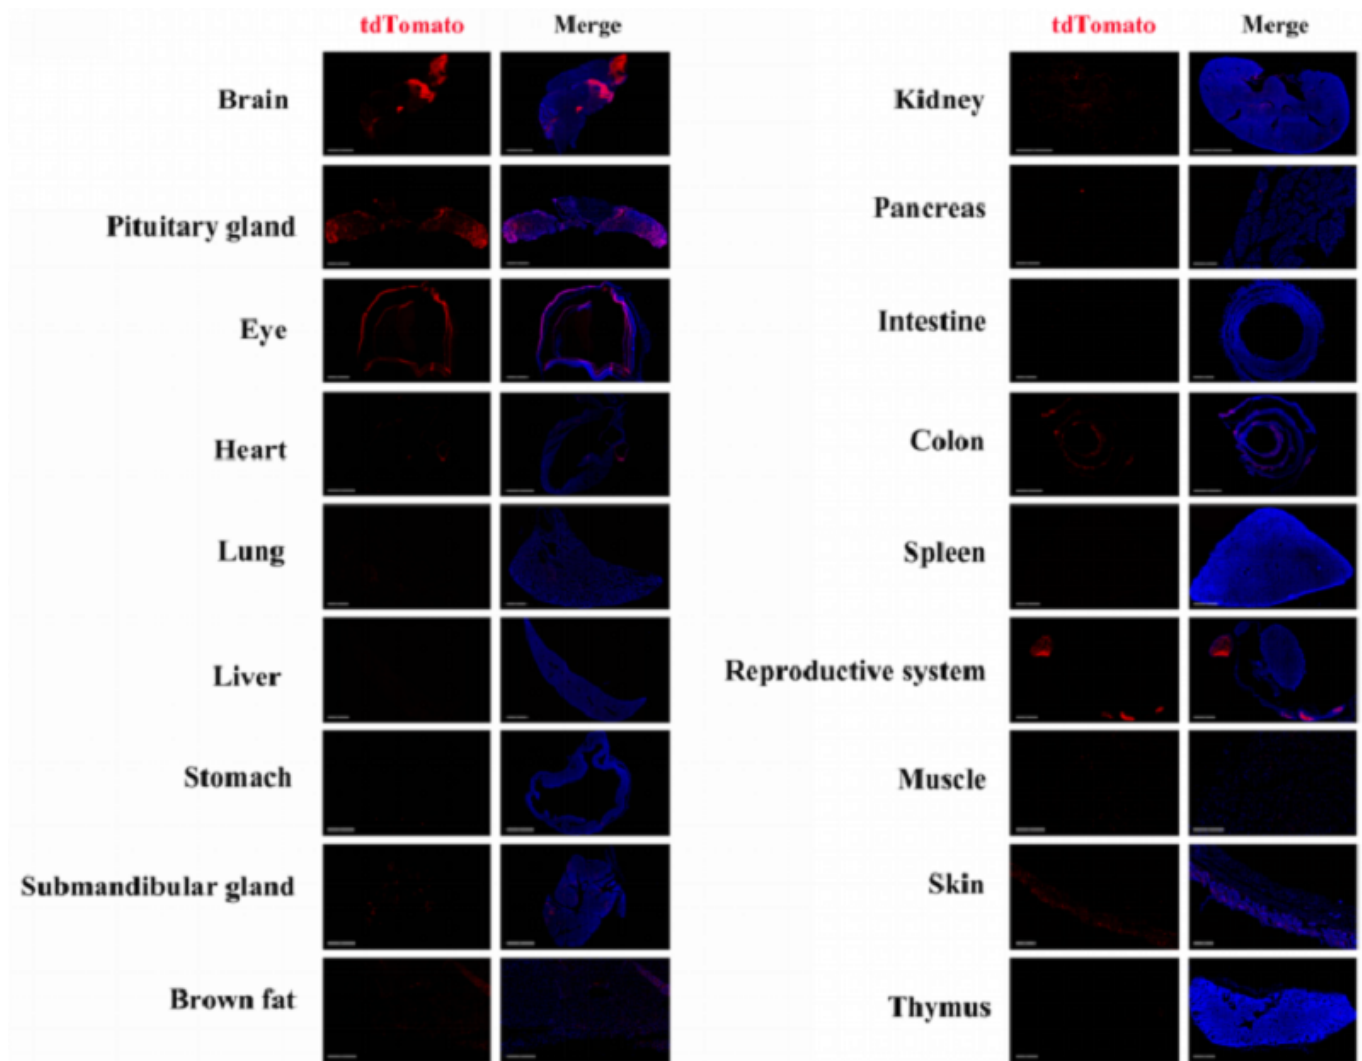 tdTomato Merge tdTomato Merge
Brain
Pituitary gland
Eye
Heart
Lung
Liver
Stomach
Submandibular gland
Brown fat
Kidney
Pancreas
Intestine
Colon
Spleen
Reproductive system
Muscle
Skin
Thymus